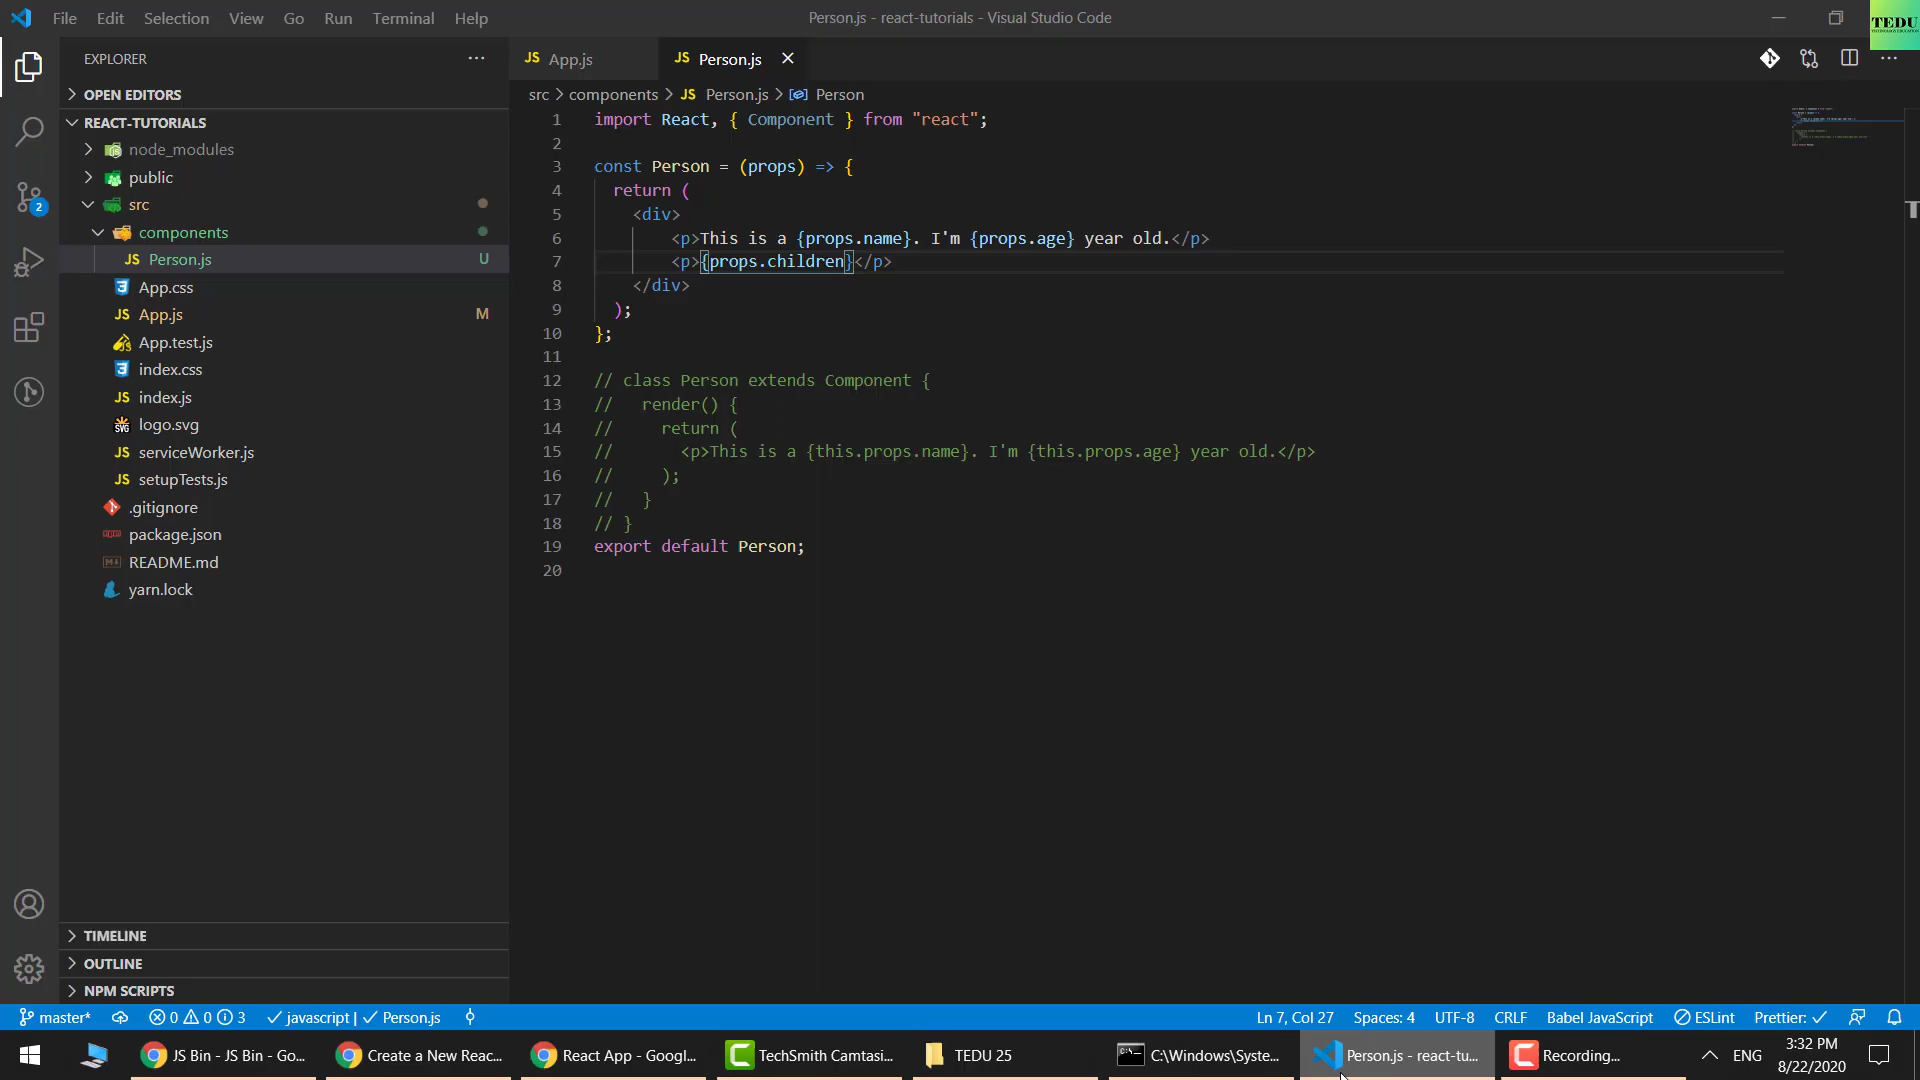 File Edit Selection View Go Run Terminal Help
Person.js - react-tutorials - Visual Studio Code
TEDU
EXPLORER
OPEN EDITORS
REACT-TUTORIALS
node_modules
public
src
components
Person.js U
App.css
App.js M
App.test.js
index.css
index.js
logo.svg
serviceWorker.js
setupTests.js
.gitignore
package.json
README.md
yarn.lock
TIMELINE
OUTLINE
NPM SCRIPTS
2
JS App.js
JS Person.js
src > components > JS Person.js > Person
1 import React, { Component } from "react";
2
3 const Person = (props) => {
4 return (
5 <div>
6 <p>This is a {props.name}. I'm {props.age} year old.</p>
7 <p>{props.children}</p>
8 </div>
9 );
10 };
11
12 // class Person extends Component {
13 // render() {
14 // return (
15 // <p>This is a {this.props.name}. I'm {this.props.age} year old.</p>
16 // );
17 // }
18 // }
19 export default Person;
20
master* 0 0 3 javascript | Person.js
Ln 7, Col 27 Spaces: 4 UTF-8 CRLF Babel JavaScript ESLint Prettier:
JS Bin - JS Bin - Go...
Create a New Reac...
React App - Googl...
TechSmith Camtasi...
TEDU 25
C:\Windows\Syste...
Person.js - react-tu...
Recording...
ENG
3:32 PM
8/22/2020